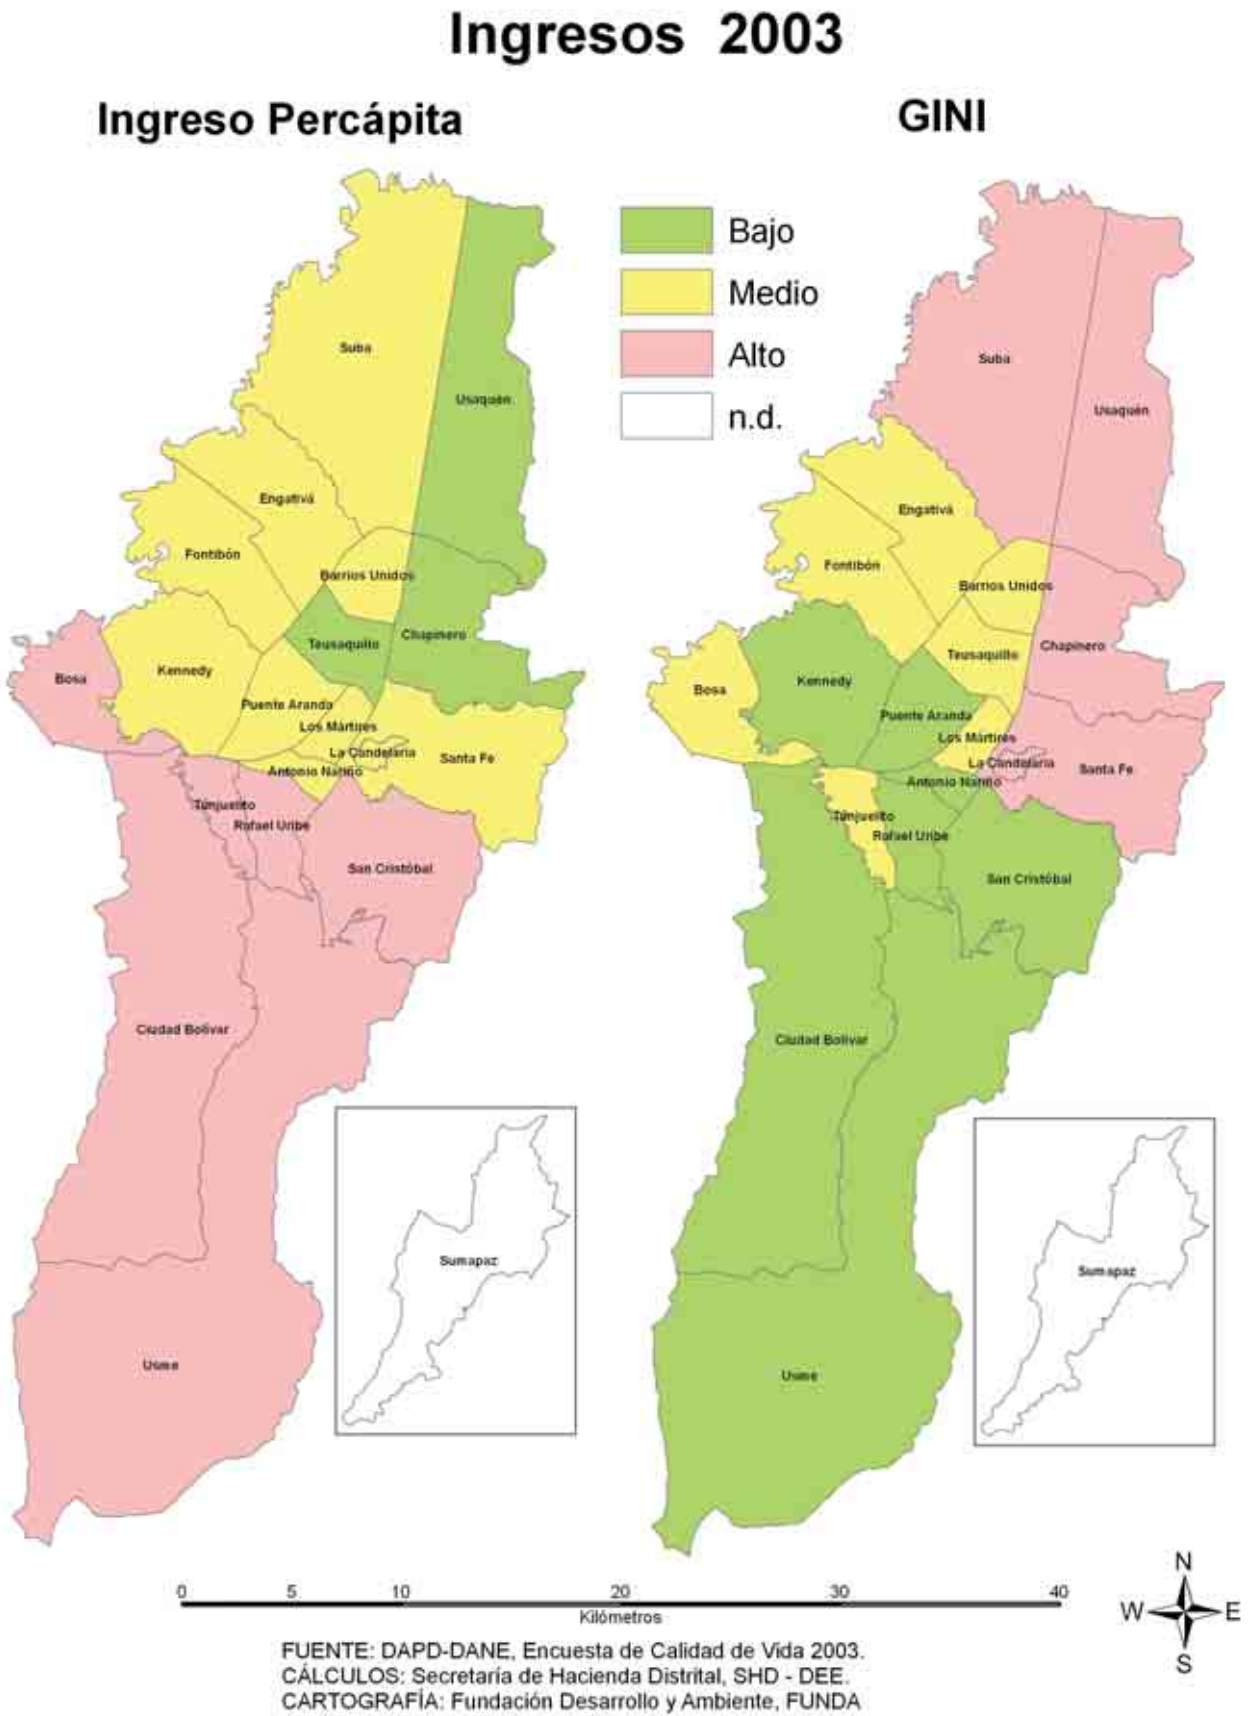 Ingresos 2003
Ingreso Percápita
GINI
Bajo
Medio
Alto
n.d.
Suba
Usaquén
Engativá
Fontibón
Barrios Unidos
Teusaquillo
Chapinero
Bosa
Kennedy
Puente Aranda
Los Mártires
La Candelaria
Santa Fe
Antonio Nariño
Tunjuelito
Rafael Uribe
San Cristóbal
Ciudad Bolívar
Sumapaz
Usme
Suba
Usaquén
Engativá
Fontibón
Barrios Unidos
Teusaquillo
Chapinero
Bosa
Kennedy
Puente Aranda
Los Mártires
La Candelaria
Santa Fe
Antonio Nariño
Tunjuelito
Rafael Uribe
San Cristóbal
Ciudad Bolívar
Sumapaz
Usme
0 5 10 20 30 40
Kilómetros
N
W E
S
FUENTE: DAPD-DANE, Encuesta de Calidad de Vida 2003.
CÁLCULOS: Secretaría de Hacienda Distrital, SHD - DEE.
CARTOGRAFÍA: Fundación Desarrollo y Ambiente, FUNDA